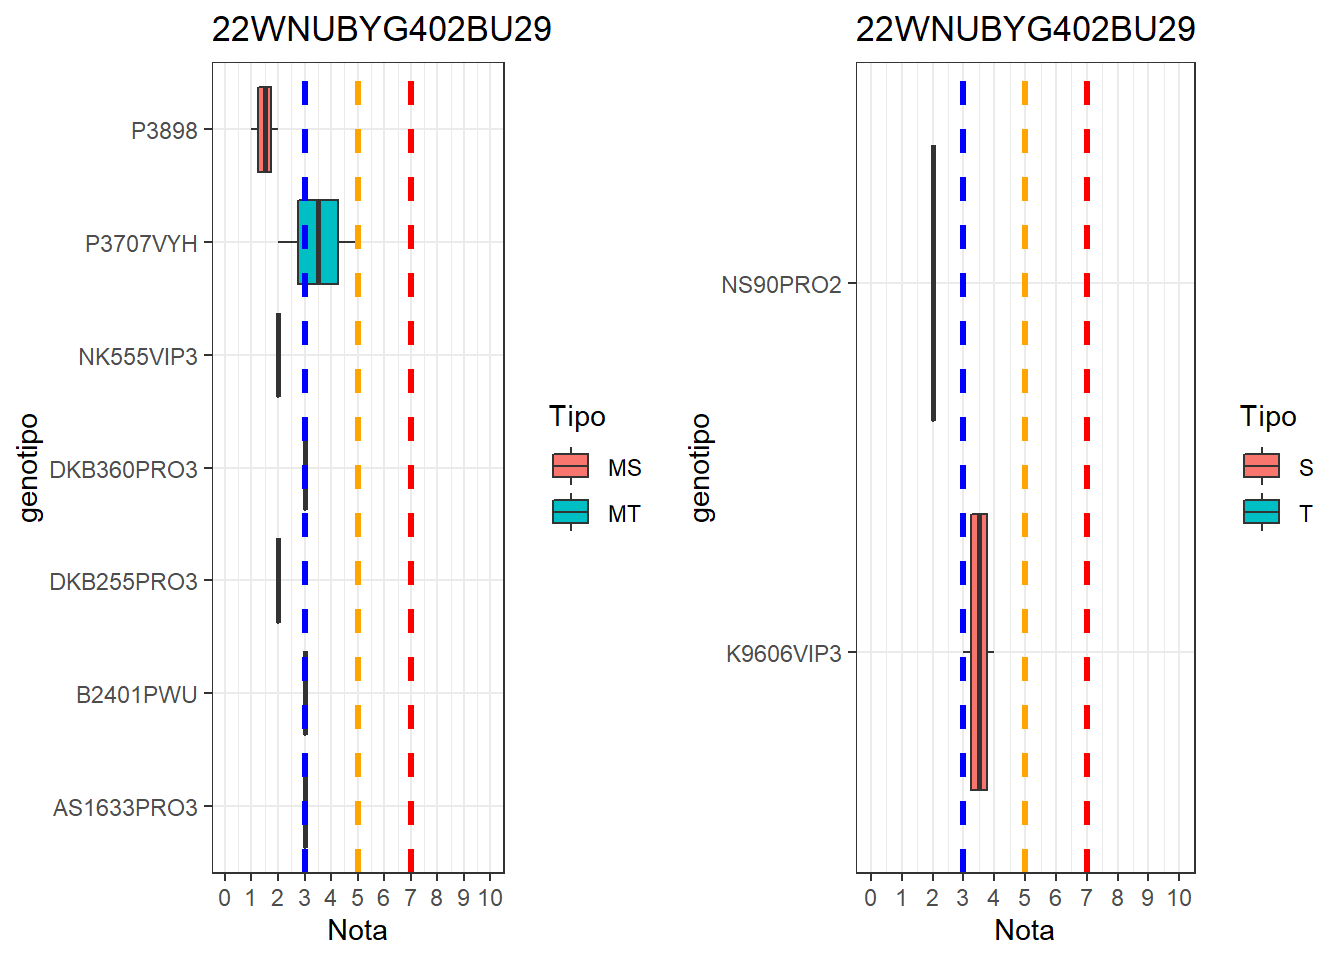 22WNUBYG402BU29
genotipo
P3898
P3707VYH
NK555VIP3
DKB360PRO3
DKB255PRO3
B2401PWU
AS1633PRO3
0 1 2 3 4 5 6 7 8 9 10
Nota
Tipo
MS
MT
22WNUBYG402BU29
genotipo
NS90PRO2
K9606VIP3
0 1 2 3 4 5 6 7 8 9 10
Nota
Tipo
S
T